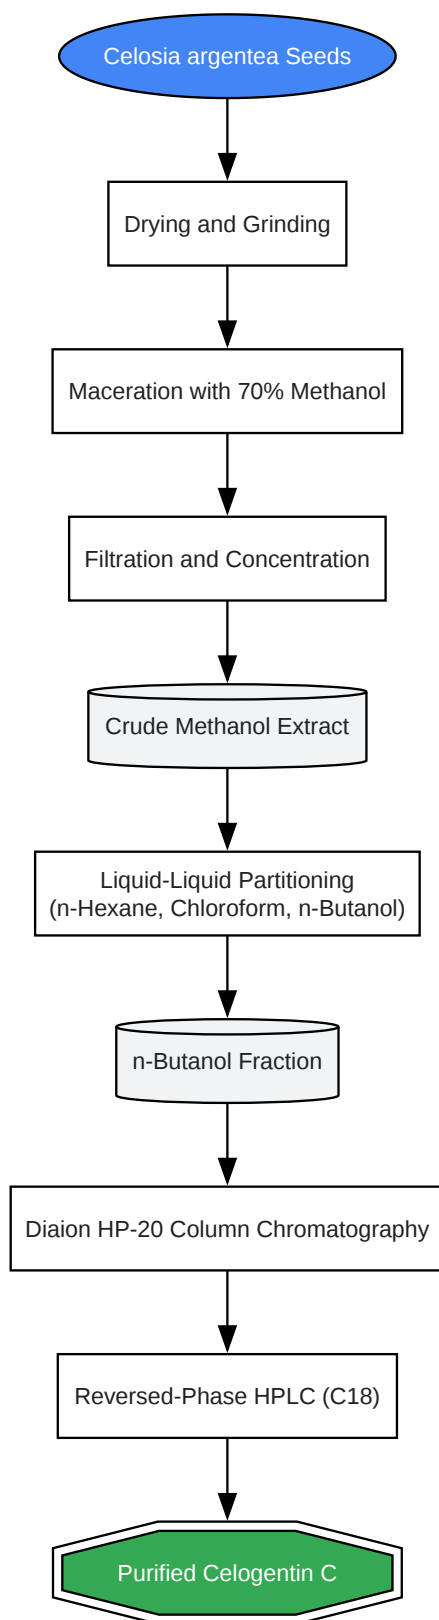 Celosia argentea Seeds
Drying and Grinding
Maceration with 70% Methanol
Filtration and Concentration
Crude Methanol Extract
Liquid-Liquid Partitioning
(n-Hexane, Chloroform, n-Butanol)
n-Butanol Fraction
Diaion HP-20 Column Chromatography
Reversed-Phase HPLC (C18)
Purified Celogentin C